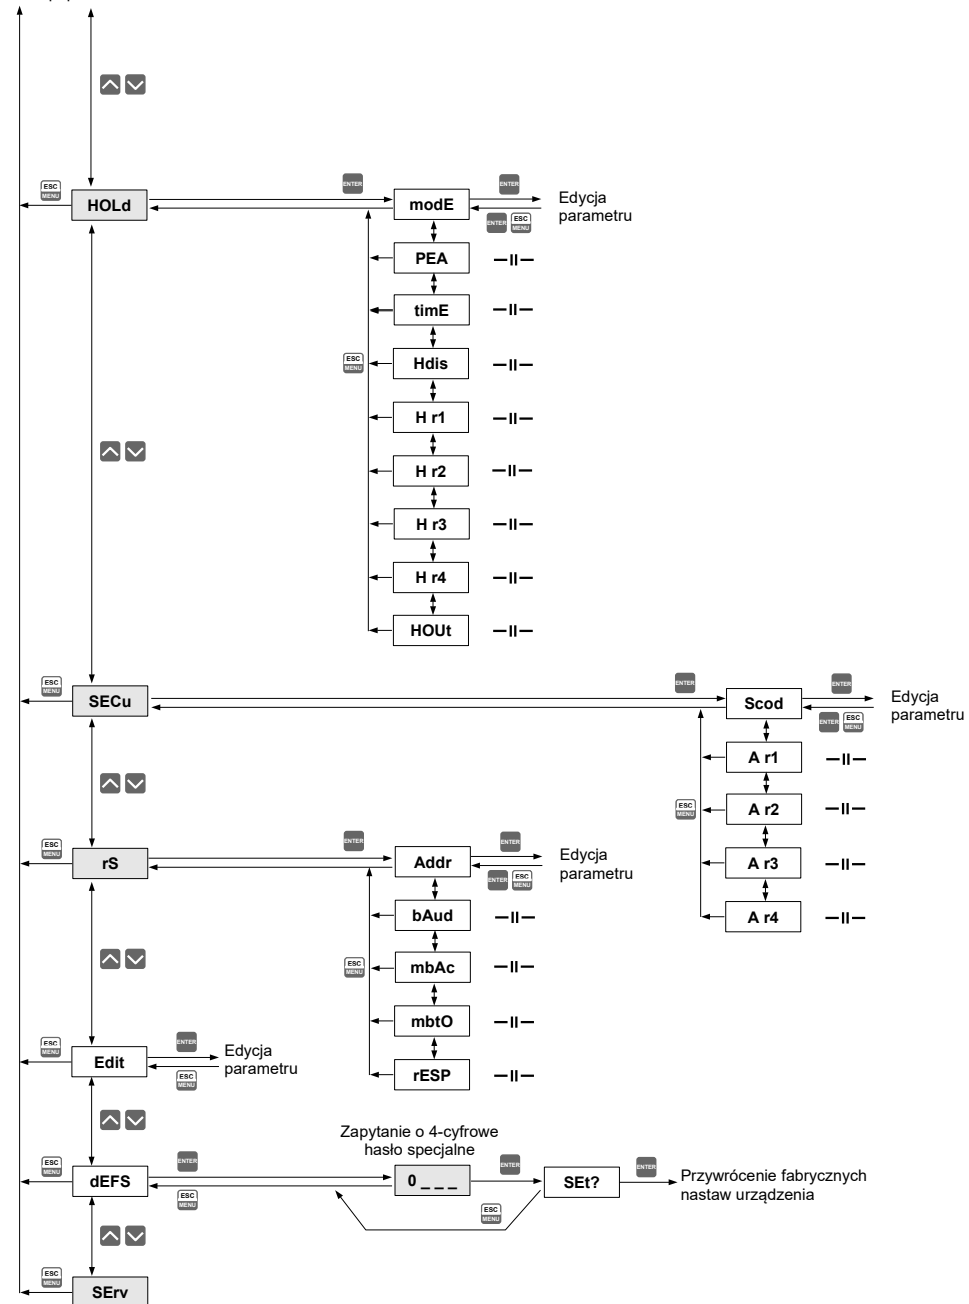 ESC
MENU
HOLd
ENTER
modE
ENTER
ENTER
ESC
MENU
Edycja
parametru
PEA
—II—
timE
—II—
ESC
MENU
Hdis
—II—
H r1
—II—
H r2
—II—
H r3
—II—
H r4
—II—
HOUt
—II—
ESC
MENU
SECu
ENTER
Scod
ENTER
ENTER
ESC
MENU
Edycja
parametru
A r1
—II—
ESC
MENU
A r2
—II—
A r3
—II—
A r4
—II—
ESC
MENU
rS
ENTER
Addr
ENTER
ENTER
ESC
MENU
Edycja
parametru
bAud
—II—
ESC
MENU
mbAc
—II—
mbtO
—II—
rESP
—II—
ESC
MENU
Edit
ENTER
ESC
MENU
Edycja
parametru
Zapytanie o 4-cyfrowe
hasło specjalne
ESC
MENU
dEFS
ENTER
ESC
MENU
0 _ _ _
ENTER
ESC
MENU
SEt?
ENTER
Przywrócenie fabrycznych
nastaw urządzenia
ESC
MENU
SErv